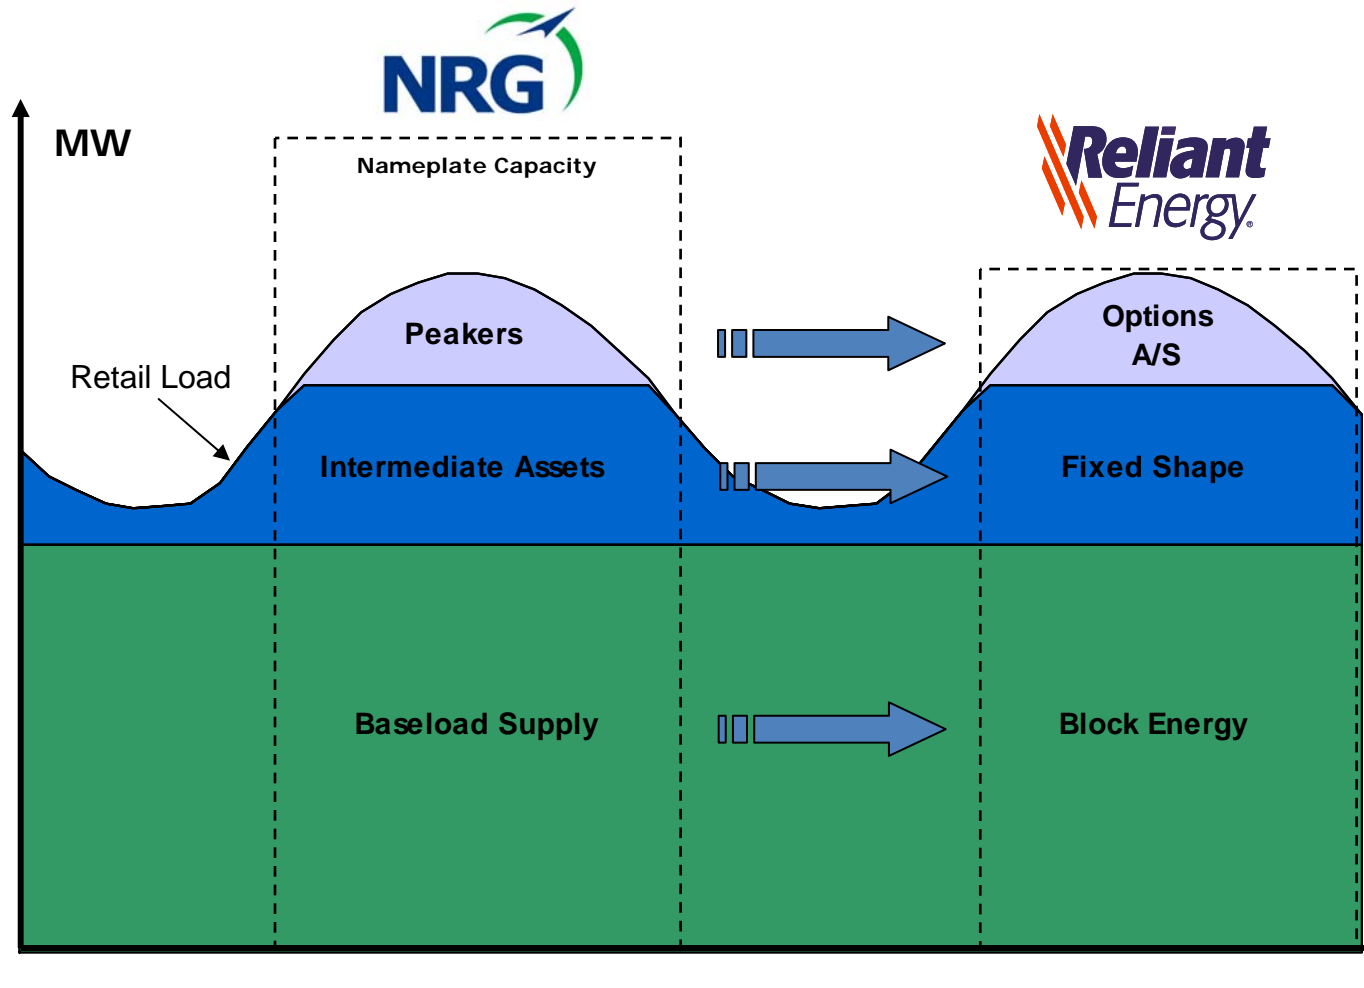 NRG
MW
Nameplate Capacity
Reliant
Energy®
Peakers
Options
A/S
Retail Load
Intermediate Assets
Fixed Shape
Baseload Supply
Block Energy